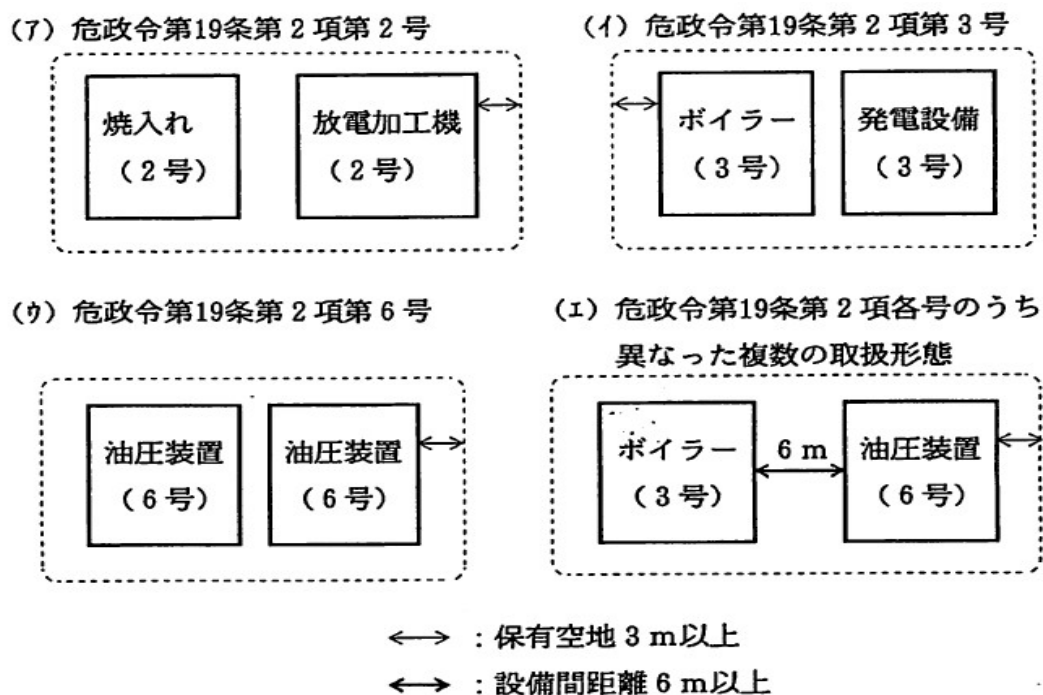 (ア) 危政令第19条第2項第2号
焼入れ
(2号)
放電加工機
(2号)
(イ) 危政令第19条第2項第3号
ボイラー
(3号)
発電設備
(3号)
(ウ) 危政令第19条第2項第6号
油圧装置
(6号)
油圧装置
(6号)
(エ) 危政令第19条第2項各号のうち
異なった複数の取扱形態
ボイラー
(3号)
6m
油圧装置
(6号)
：保有空地3m以上
：設備間距離6m以上